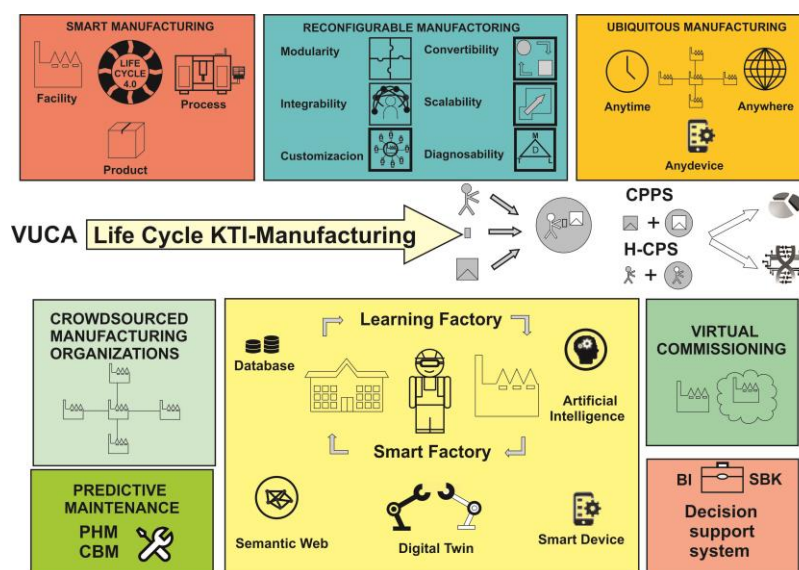 SMART MANUFACTURING
LIFE
CYCLE
4.0
Facility
Process
Product
RECONFIGURABLE MANUFACTORING
Modularity
Convertibility
Integrability
Scalability
Customizacion
Diagnosability
M
D
I
L
UBIQUITOUS MANUFACTURING
Anytime
Anywhere
Anydevice
VUCA
Life Cycle KTI-Manufacturing
CPPS
+
H-CPS
+
CROWDSOURCED
MANUFACTURING
ORGANIZATIONS
PREDICTIVE
MAINTENANCE
PHM
CBM
Learning Factory
Database
Artificial
Intelligence
Smart Factory
Semantic Web
Digital Twin
Smart Device
VIRTUAL
COMMISSIONING
BI
SBK
Decision
support
system